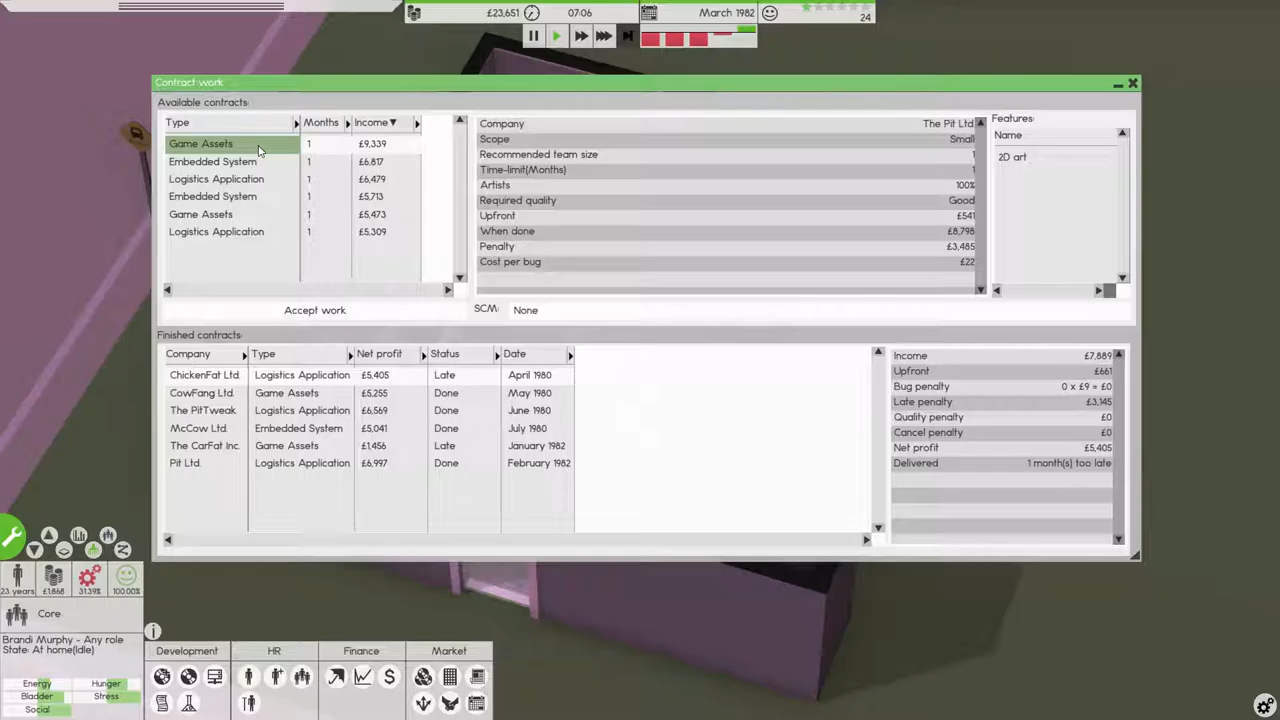 £23,651 07:06 March 1982 24
Contract work
Available contracts:
Type Months Income▼
Game Assets 1 £9,339
Embedded System 1 £6,817
Logistics Application 1 £6,479
Embedded System 1 £5,713
Game Assets 1 £5,473
Logistics Application 1 £5,309
Accept work
Company The Pit Ltd.
Scope Small
Recommended team size 1
Time-limit(Months) 1
Artists 100%
Required quality Good
Upfront £541
When done £8,798
Penalty £3,485
Cost per bug £22
SCM: None
Features:
Name
2D art
Finished contracts:
Company Type Net profit Status Date
ChickenFat Ltd. Logistics Application £5,405 Late April 1980
CowFang Ltd. Game Assets £5,255 Done May 1980
The PitTweak Logistics Application £6,569 Done June 1980
McCow Ltd. Embedded System £5,041 Done July 1980
The CarFat Inc. Game Assets £1,456 Late January 1982
Pit Ltd. Logistics Application £6,997 Done February 1982
Income £7,889
Upfront £661
Bug penalty 0 x £9 = £0
Late penalty £3,145
Quality penalty £0
Cancel penalty £0
Net profit £5,405
Delivered 1 month(s) too late
23 years £1,868 31.39% 100.00%
Core
Brandi Murphy - Any role
State: At home(Idle)
Energy Hunger
Bladder Stress
Social
Development HR Finance Market